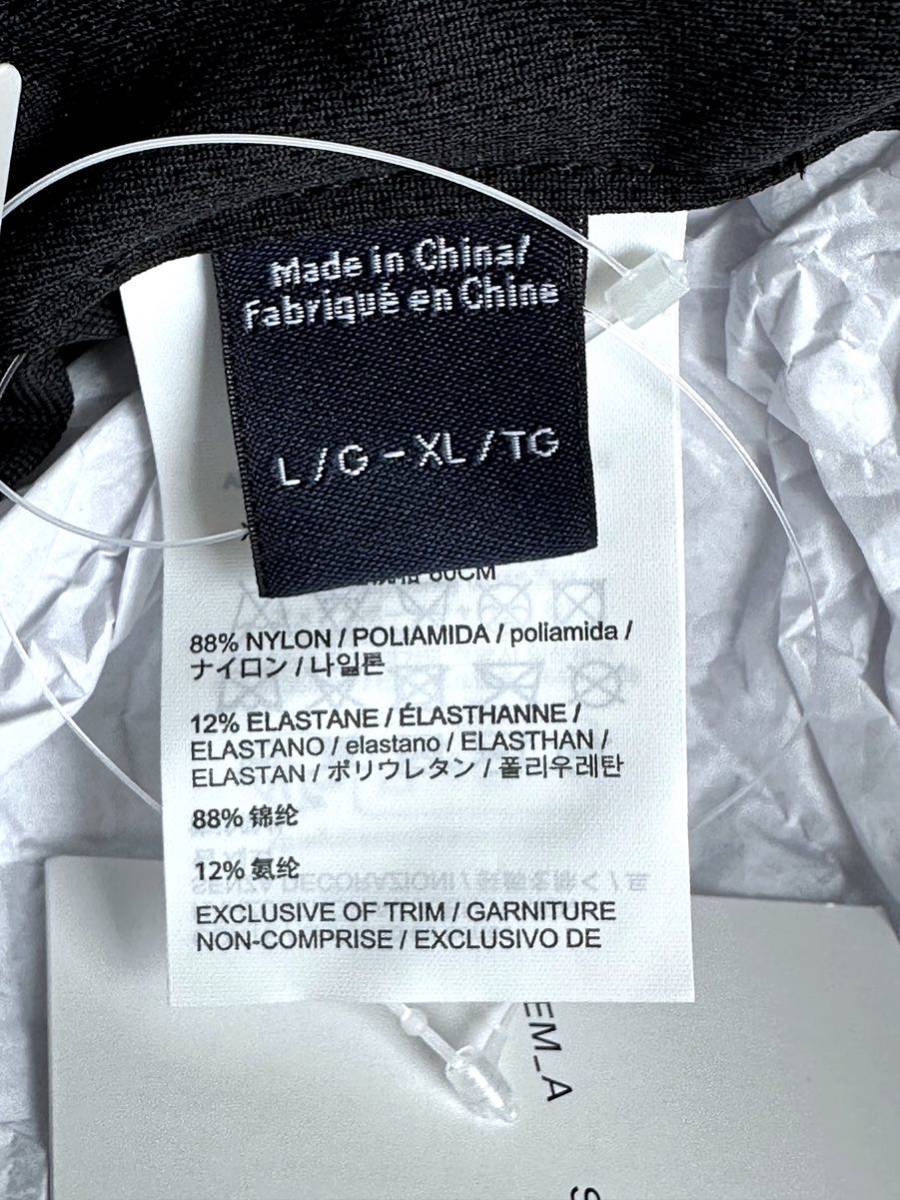 Made in China/
Fabriqué en Chine
L / G – XL / TG
60CM
88% NYLON / POLIAMIDA / poliamida /
ナイロン / 나일론
12% ELASTANE / ÉLASTHANNE /
ELASTANO / elastano / ELASTHAN /
ELASTAN / ポリウレタン / 폴리우레탄
88% 锦纶
12% 氨纶
EXCLUSIVE OF TRIM / GARNITURE
NON-COMPRISE / EXCLUSIVO DE
EM_A
S